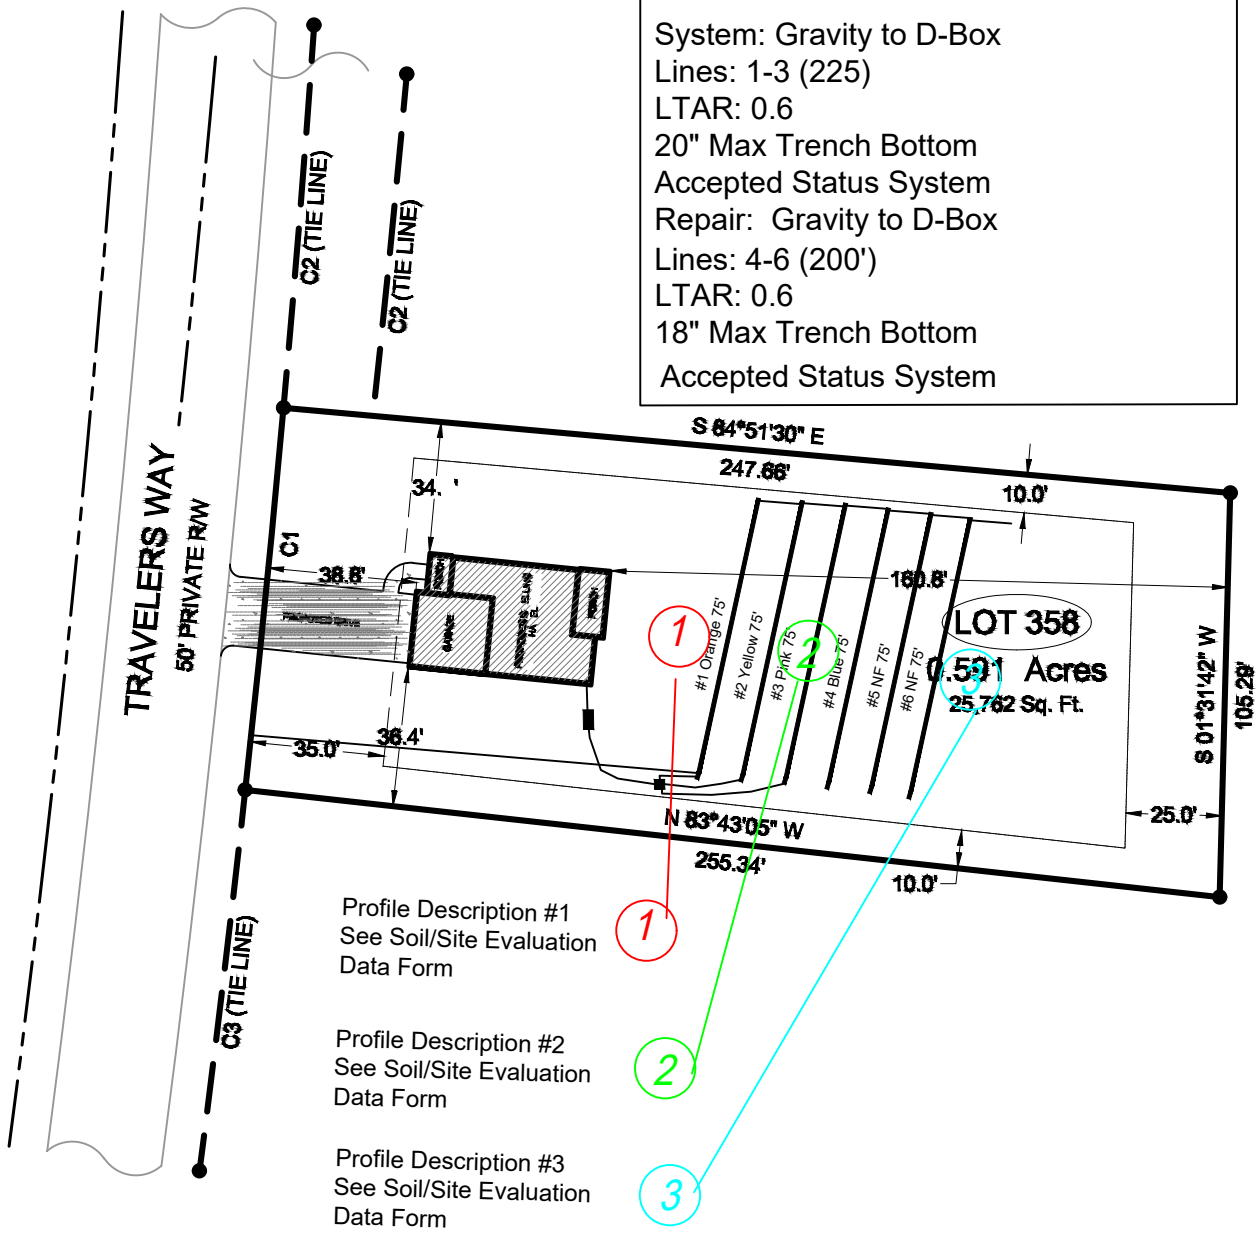 System: Gravity to D-Box
Lines: 1-3 (225)
LTAR: 0.6
20" Max Trench Bottom
Accepted Status System
Repair: Gravity to D-Box
Lines: 4-6 (200')
LTAR: 0.6
18" Max Trench Bottom
Accepted Status System
C2 (TIE LINE)
C2 (TIE LINE)
S 84°51'30" E
247.66'
10.0'
34. '
TRAVELERS WAY
50' PRIVATE R/W
C1
38.8'
PROPOSED DRIVE
PORCH
GARAGE
PORCH
160.8'
1
#1 Orange 75'
#2 Yellow 75'
#3 Pink 75'
2
#4 Blue 75'
#5 NF 75'
#6 NF 75'
LOT 358
0.591 Acres
3
25,762 Sq. Ft.
S 01°31'42" W
105.29'
35.0'
36.4'
25.0'
N 83°43'05" W
255.34'
10.0'
C3 (TIE LINE)
Profile Description #1
See Soil/Site Evaluation
Data Form
1
Profile Description #2
See Soil/Site Evaluation
Data Form
2
Profile Description #3
See Soil/Site Evaluation
Data Form
3